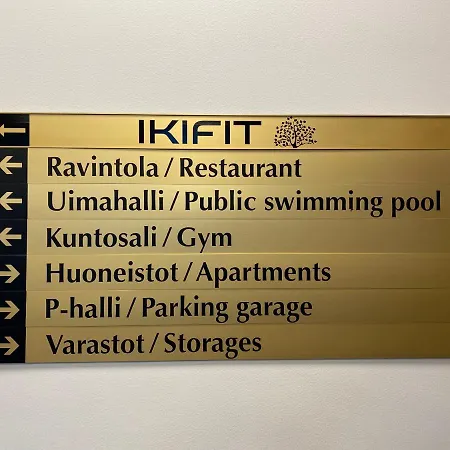 ← IKIFIT
← Ravintola / Restaurant
← Uimahalli / Public swimming pool
← Kuntosali / Gym
→ Huoneistot / Apartments
→ P-halli / Parking garage
→ Varastot / Storages